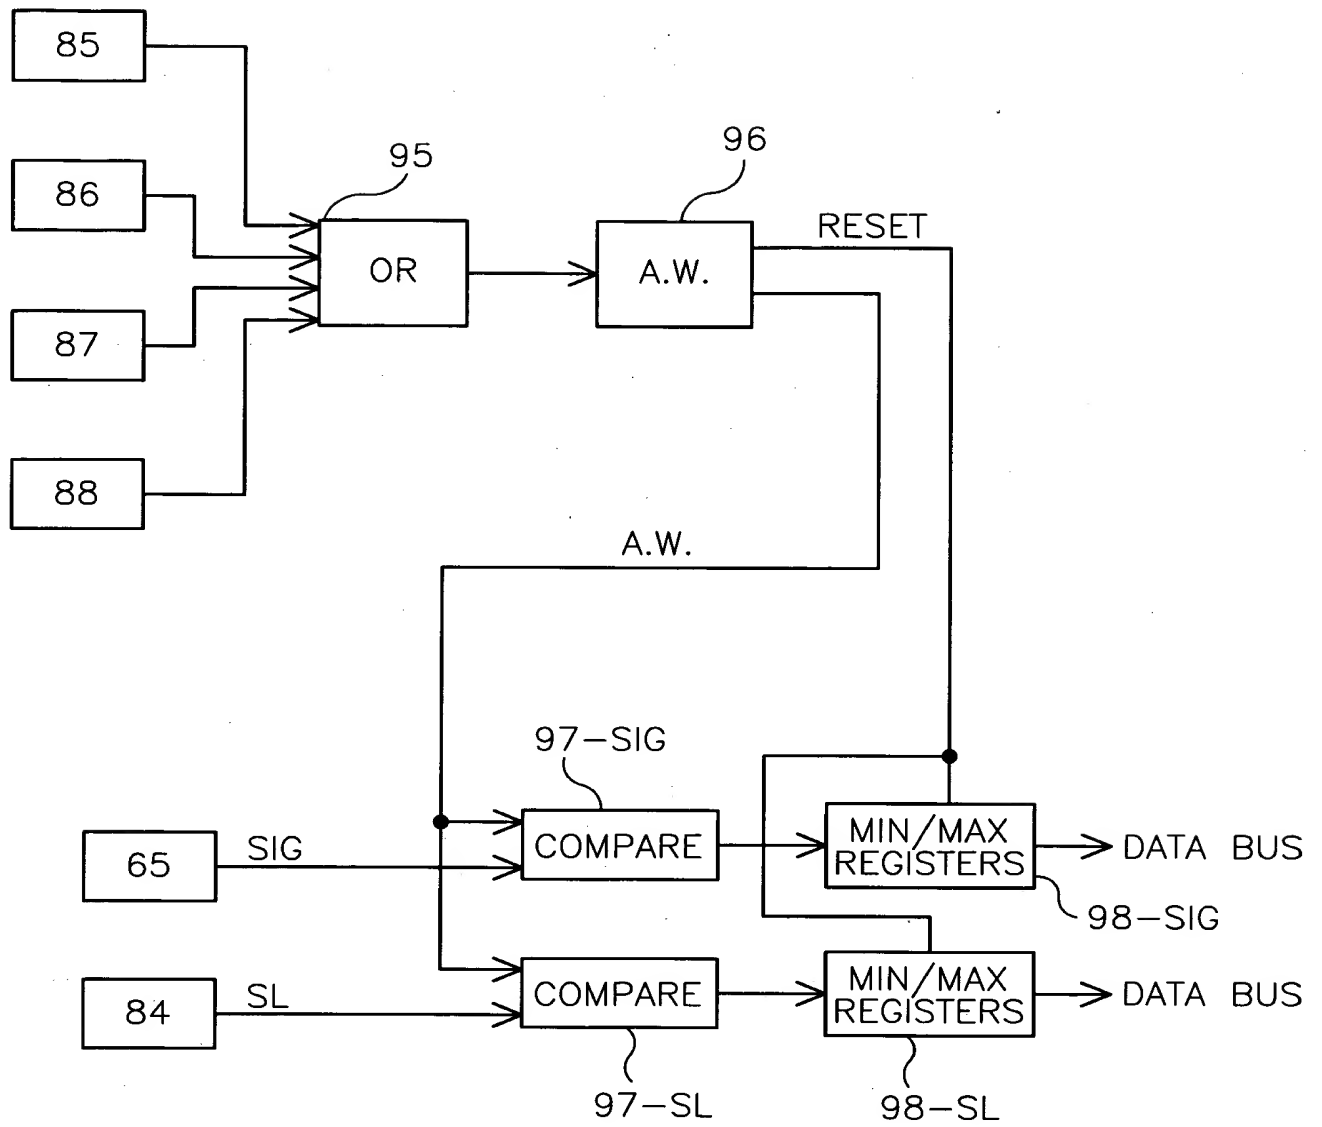 85
86
95
96
RESET
OR
A.W.
87
88
A.W.
97-SIG
65
SIG
COMPARE
MIN/MAX
REGISTERS
DATA BUS
98-SIG
84
SL
COMPARE
MIN/MAX
REGISTERS
DATA BUS
97-SL
98-SL